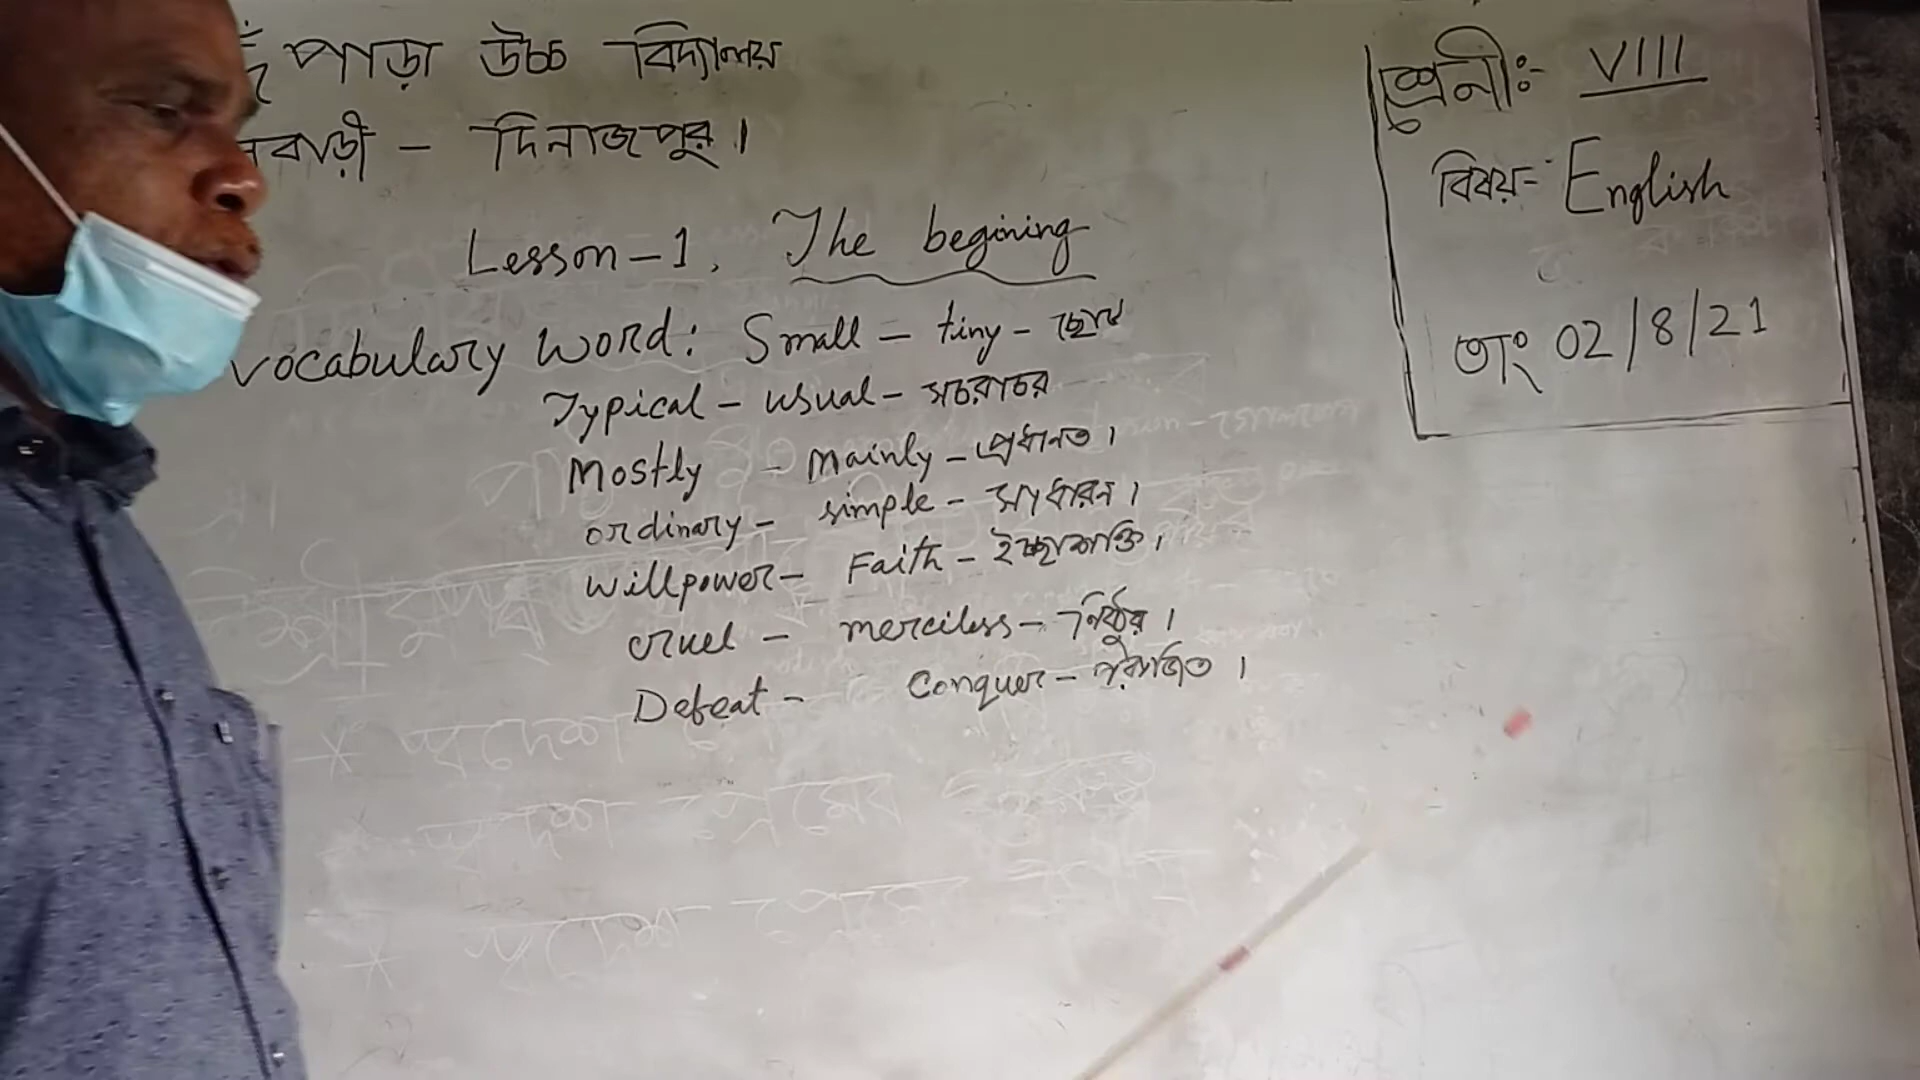 পাড়া উচ্চ বিদ্যালয়
বাড়ী - দিনাজপুর।
শ্রেনীঃ- VIII
বিষয়- English
তাং 02/8/21
Lesson-1, The begining
Vocabulary Word: Small - tiny - ছোট
Typical - usual - সচরাচর
Mostly - Mainly - প্রধানত।
ordinary - simple - সাধারন।
Willpower - Faith - ইচ্ছাশক্তি।
cruel - merciless - নিষ্ঠুর।
Defeat - Conquer - পরাজিত।